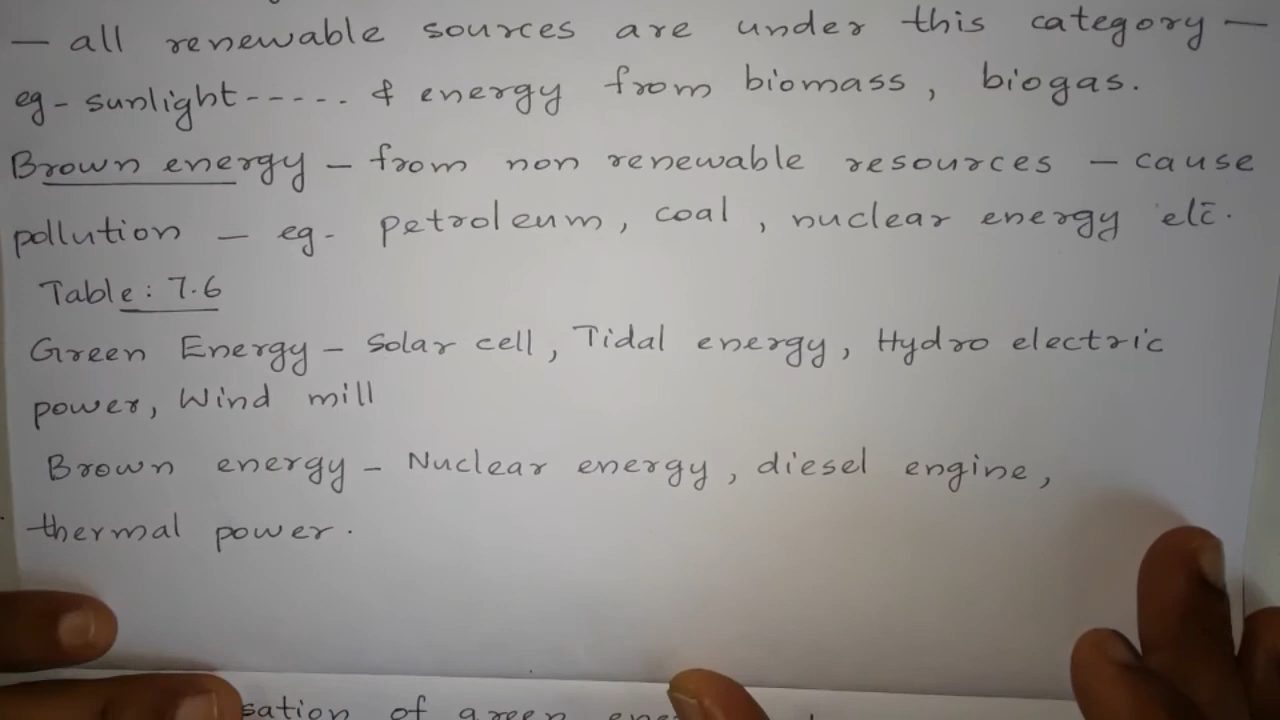 — all renewable sources are under this category —
eg - sunlight ----- & energy from biomass, biogas.
Brown energy - from non renewable resources - cause
pollution - eg. petroleum, coal, nuclear energy etc.
Table: 7.6
Green Energy - Solar cell, Tidal energy, Hydro electric
power, Wind mill
Brown energy - Nuclear energy, diesel engine,
thermal power.
of green